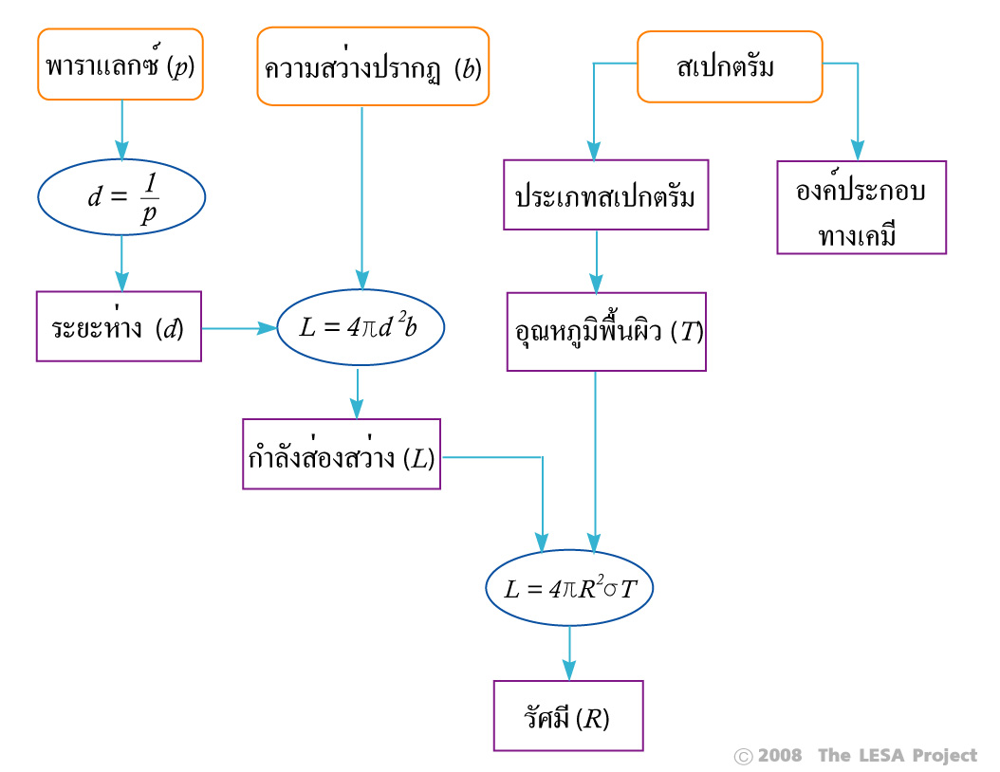 พาราแลกซ์ (p)
ความสว่างปรากฏ (b)
สเปกตรัม
d = 1/p
ประเภทสเปกตรัม
องค์ประกอบ
ทางเคมี
ระยะห่าง (d)
L = 4πd²b
อุณหภูมิพื้นผิว (T)
กำลังส่องสว่าง (L)
L = 4πR²σT
รัศมี (R)
© 2008 The LESA Project